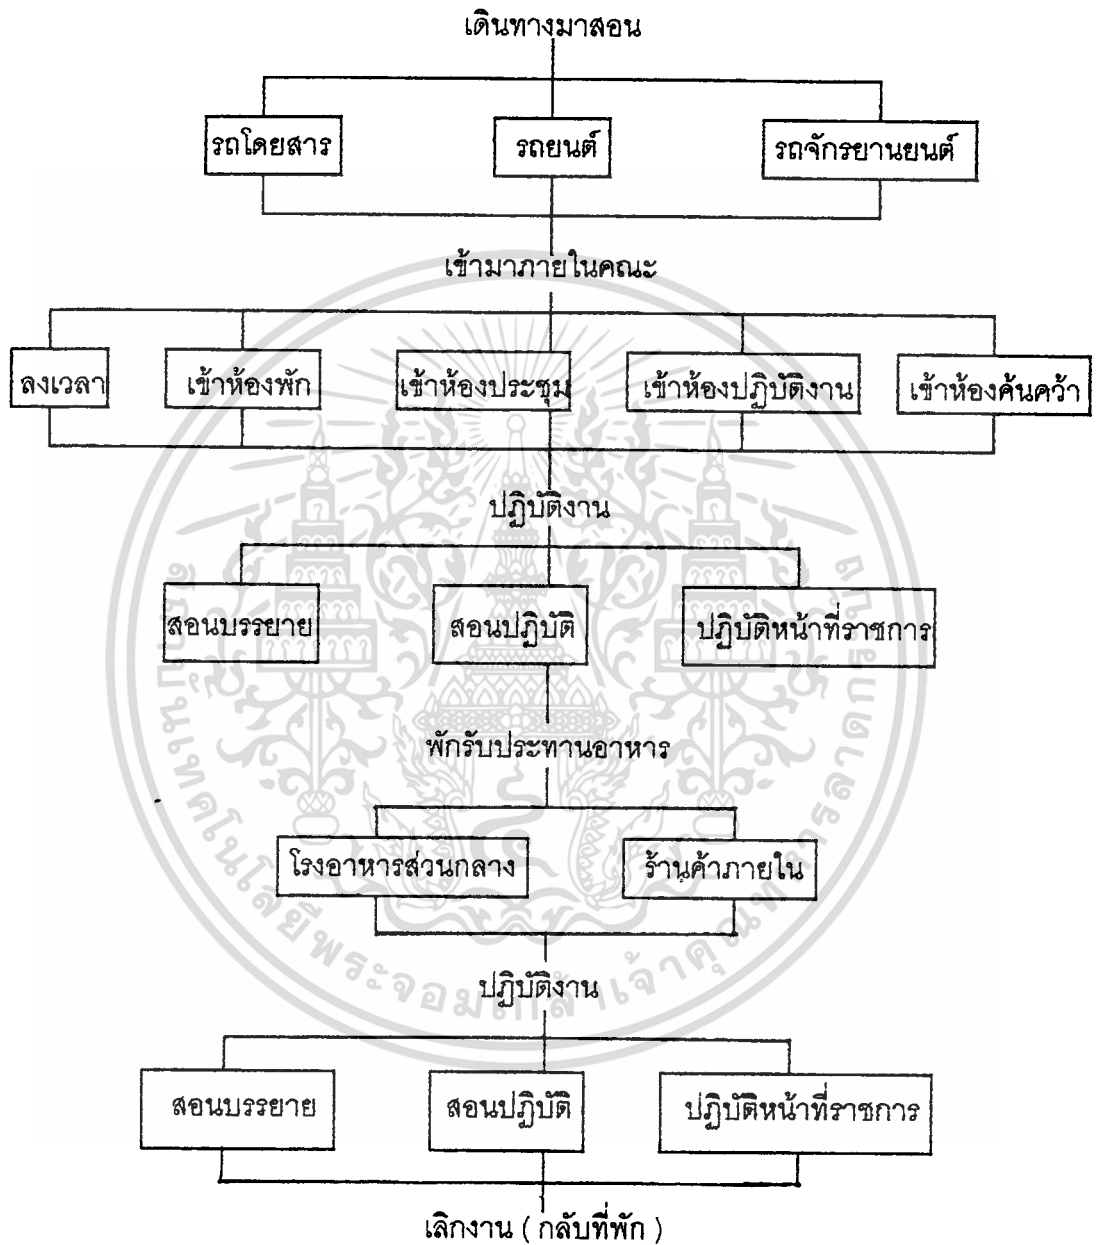 เดินทางมาสอน
รถโดยสาร
รถยนต์
รถจักรยานยนต์
เข้ามาภายในคณะ
ลงเวลา
เข้าห้องพัก
เข้าห้องประชุม
เข้าห้องปฏิบัติงาน
เข้าห้องค้นคว้า
ปฏิบัติงาน
สอนบรรยาย
สอนปฏิบัติ
ปฏิบัติหน้าที่ราชการ
พักรับประทานอาหาร
โรงอาหารส่วนกลาง
ร้านค้าภายใน
ปฏิบัติงาน
สอนบรรยาย
สอนปฏิบัติ
ปฏิบัติหน้าที่ราชการ
เลิกงาน ( กลับที่พัก )